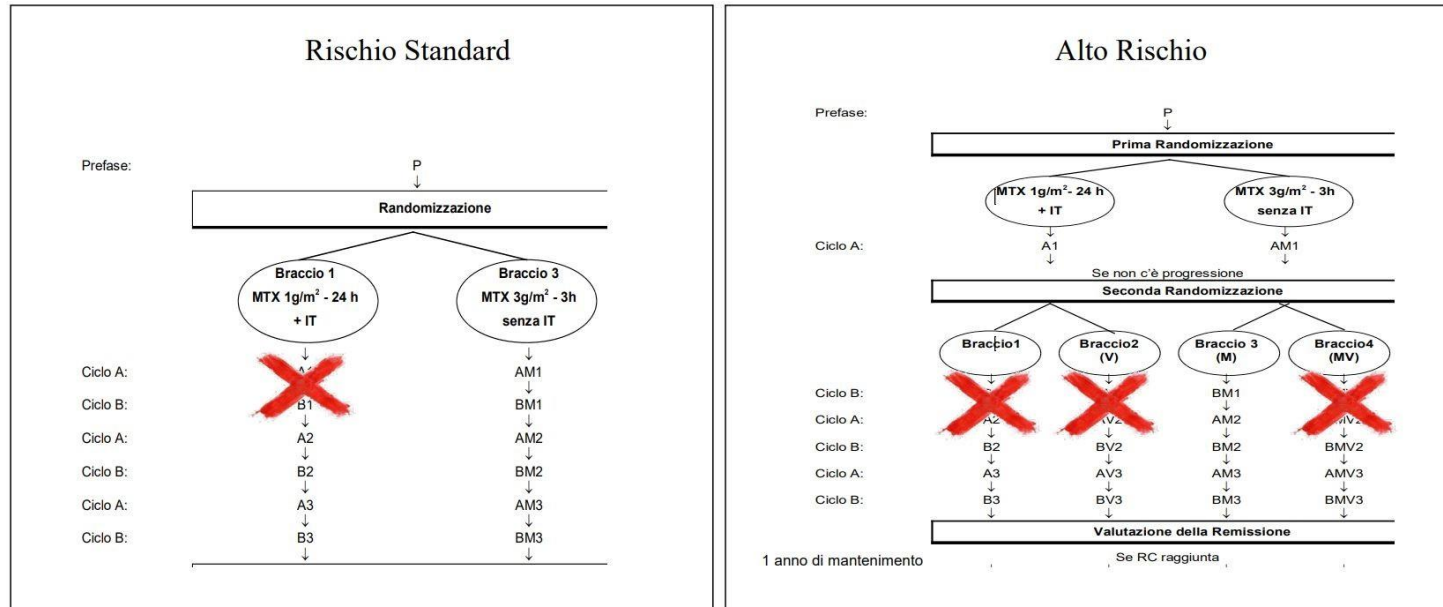 Rischio Standard
Prefase:
P
Randomizzazione
Braccio 1
MTX 1g/m² - 24 h
+ IT
Braccio 3
MTX 3g/m² - 3h
senza IT
Ciclo A:
AM1
Ciclo B:
B1
BM1
Ciclo A:
A2
AM2
Ciclo B:
B2
BM2
Ciclo A:
A3
AM3
Ciclo B:
B3
BM3
Alto Rischio
Prefase:
P
Prima Randomizzazione
MTX 1g/m²- 24 h
+ IT
MTX 3g/m² - 3h
senza IT
Ciclo A:
A1
AM1
Se non c'è progressione
Seconda Randomizzazione
Braccio1
Braccio2
(V)
Braccio 3
(M)
Braccio4
(MV)
Ciclo B:
BM1
Ciclo A:
A2
AV2
AM2
Ciclo B:
B2
BV2
BM2
BMV2
Ciclo A:
A3
AV3
AM3
AMV3
Ciclo B:
B3
BV3
BM3
BMV3
Valutazione della Remissione
1 anno di mantenimento
Se RC raggiunta